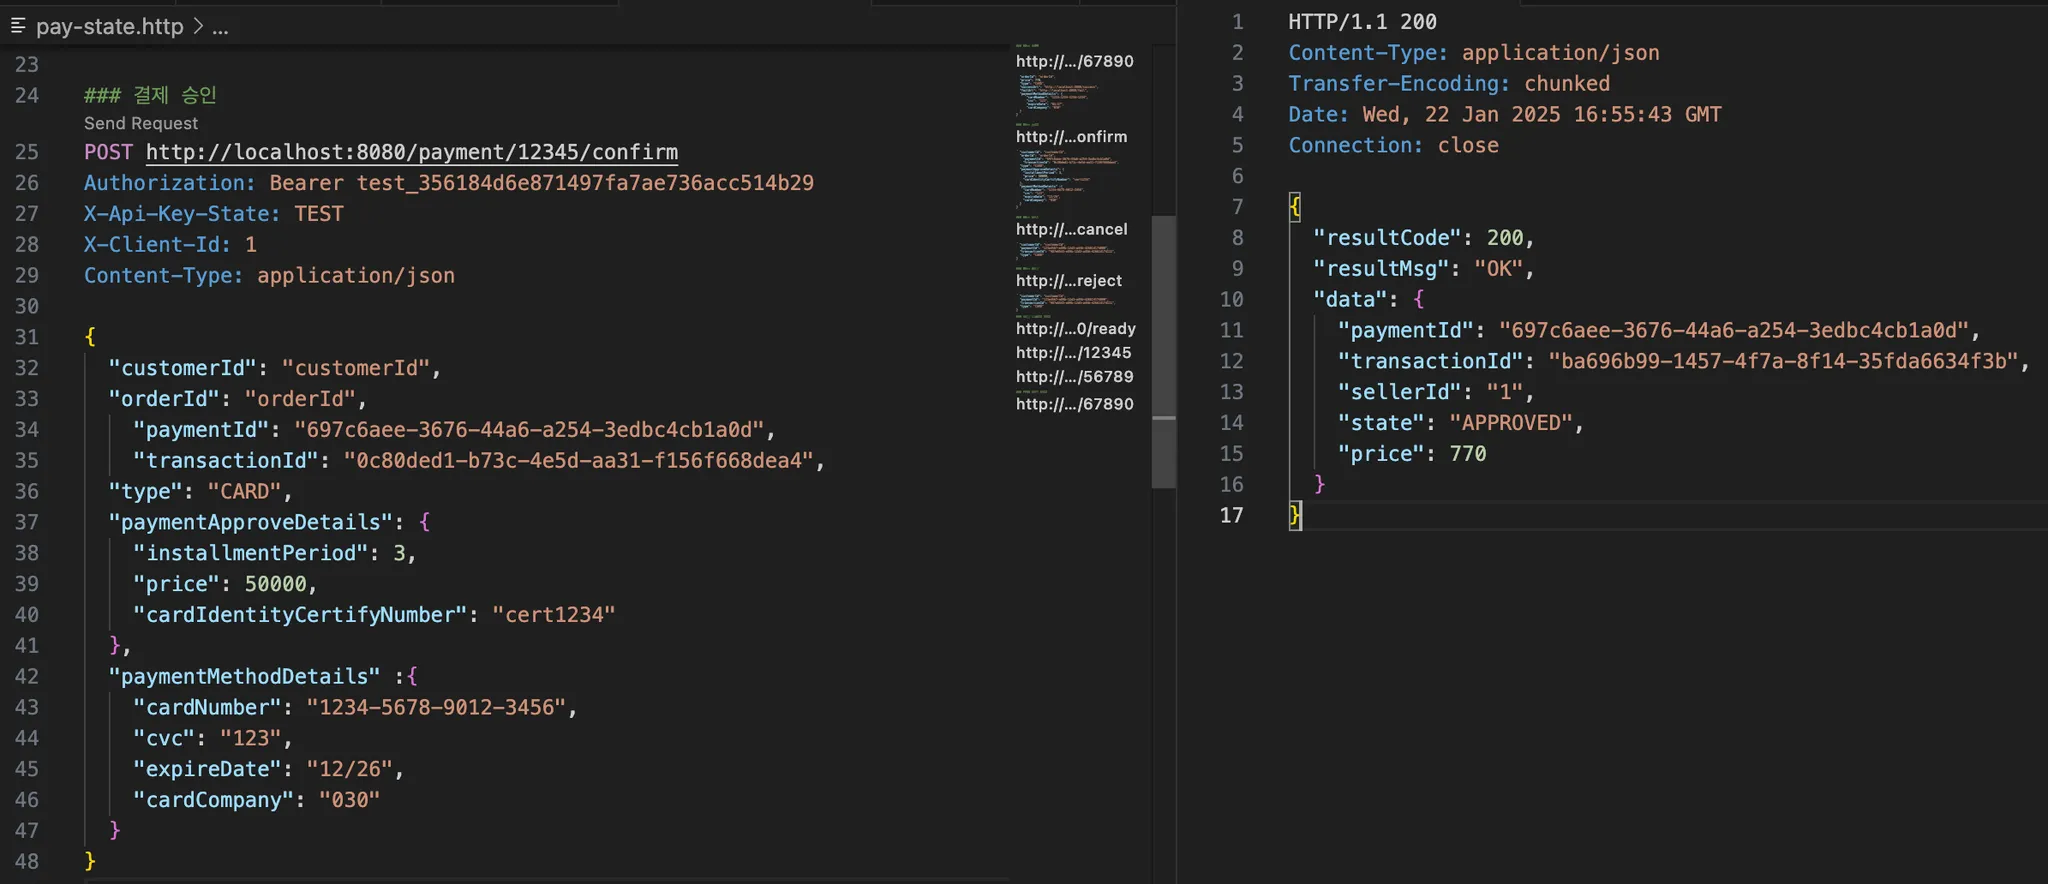 pay-state.http > ...
23
24 ### 결제 승인
Send Request
25 POST http://localhost:8080/payment/12345/confirm
26 Authorization: Bearer test_356184d6e871497fa7ae736acc514b29
27 X-Api-Key-State: TEST
28 X-Client-Id: 1
29 Content-Type: application/json
30
31 {
32 "customerId": "customerId",
33 "orderId": "orderId",
34 "paymentId": "697c6aee-3676-44a6-a254-3edbc4cb1a0d",
35 "transactionId": "0c80ded1-b73c-4e5d-aa31-f156f668dea4",
36 "type": "CARD",
37 "paymentApproveDetails": {
38 "installmentPeriod": 3,
39 "price": 50000,
40 "cardIdentityCertifyNumber": "cert1234"
41 },
42 "paymentMethodDetails" :{
43 "cardNumber": "1234-5678-9012-3456",
44 "cvc": "123",
45 "expireDate": "12/26",
46 "cardCompany": "030"
47 }
48 }
http://.../67890
http://...onfirm
http://...cancel
http://...reject
http://...0/ready
http://.../12345
http://.../56789
http://.../67890
1 HTTP/1.1 200
2 Content-Type: application/json
3 Transfer-Encoding: chunked
4 Date: Wed, 22 Jan 2025 16:55:43 GMT
5 Connection: close
6
7 {
8 "resultCode": 200,
9 "resultMsg": "OK",
10 "data": {
11 "paymentId": "697c6aee-3676-44a6-a254-3edbc4cb1a0d",
12 "transactionId": "ba696b99-1457-4f7a-8f14-35fda6634f3b",
13 "sellerId": "1",
14 "state": "APPROVED",
15 "price": 770
16 }
17 }